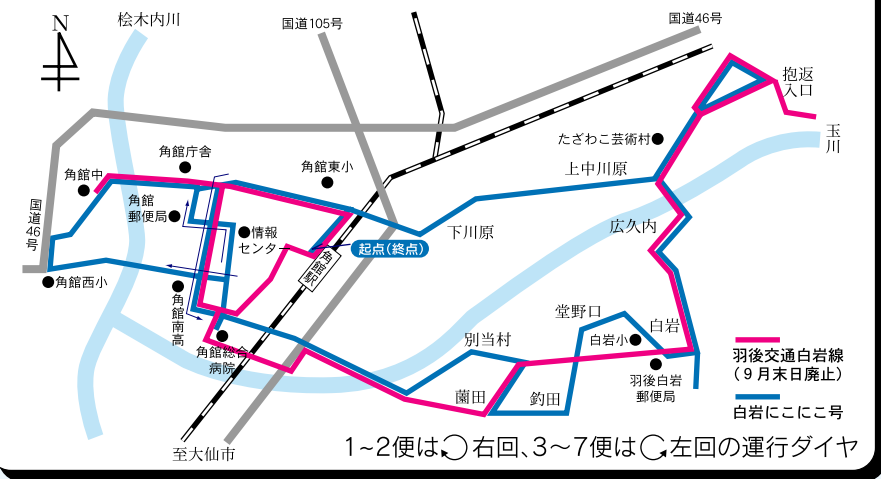 N
桧木内川
国道105号
国道46号
抱返
入口
玉川
たざわこ芸術村
上中川原
角館庁舎
角館東小
角館中
角館
郵便局
国道46号
情報
センター
起点(終点)
下川原
広久内
角館駅
角館西小
角館南高
堂野口
白岩
白岩小
別当村
角館総合
病院
羽後白岩
郵便局
薗田
釣田
至大仙市
羽後交通白岩線
(9月末日廃止)
白岩にこにこ号
1~2便は右回、3～7便は左回の運行ダイヤ